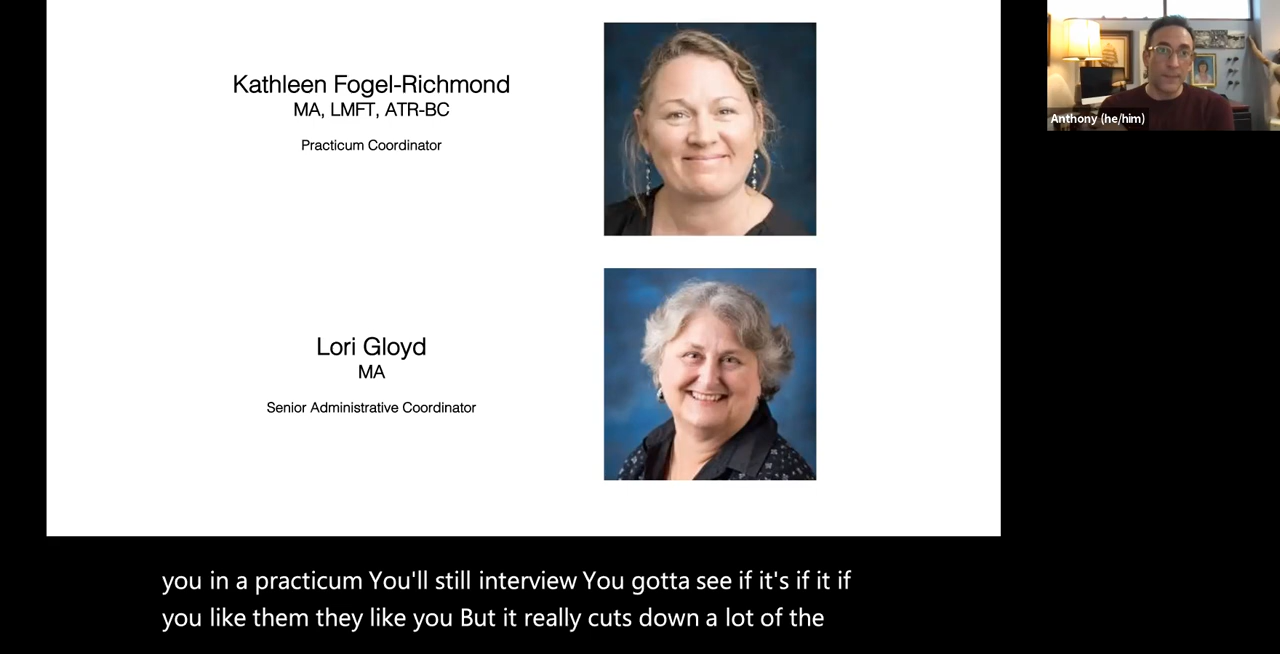 Kathleen Fogel-Richmond
MA, LMFT, ATR-BC
Practicum Coordinator
Anthony (he/him)
Lori Gloyd
MA
Senior Administrative Coordinator
you in a practicum You'll still interview You gotta see if it's if it if
you like them they like you But it really cuts down a lot of the